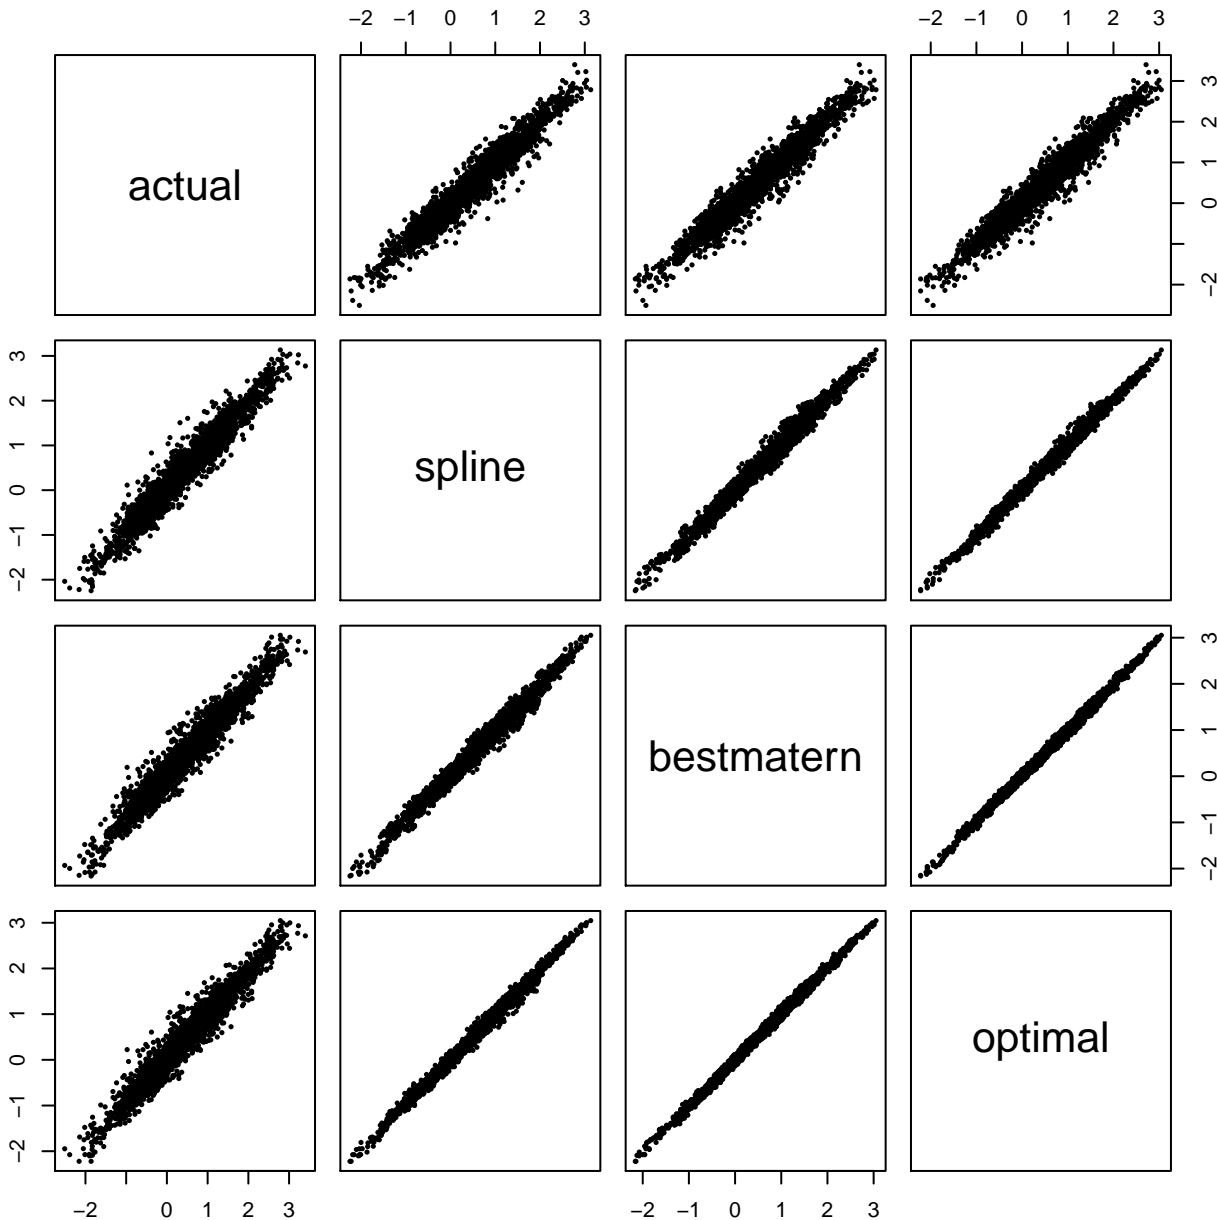 −2 −1 0 1 2 3 −2 −1 0 1 2 3
actual
−2 0 1 2 3
−2 −1 0 1 2 3
spline
bestmatern
−2 −1 0 1 2 3
−2 −1 0 1 2 3
optimal
−2 0 1 2 3 −2 −1 0 1 2 3